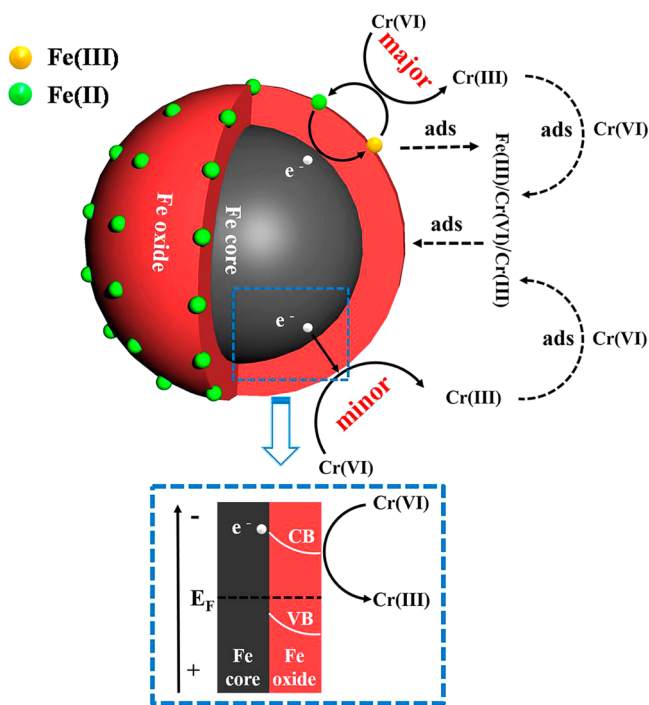 Fe(III)
Fe(II)
Cr(VI)
major
Cr(III)
ads
ads
Cr(VI)
Fe(III)/Cr(VI)/Cr(III)
e -
Fe oxide
Fe core
ads
e -
ads
Cr(VI)
minor
Cr(III)
Cr(VI)
-
e -
CB
Cr(VI)
EF
Cr(III)
VB
+
Fe
core
Fe
oxide